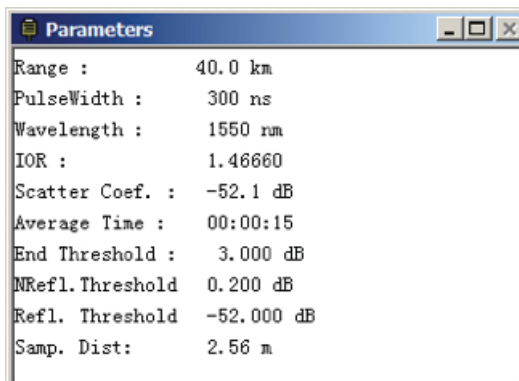 Parameters
Range : 40.0 km
PulseWidth : 300 ns
Wavelength : 1550 nm
IOR : 1.46660
Scatter Coef. : -52.1 dB
Average Time : 00:00:15
End Threshold : 3.000 dB
NRefl.Threshold 0.200 dB
Refl. Threshold -52.000 dB
Samp. Dist: 2.56 m